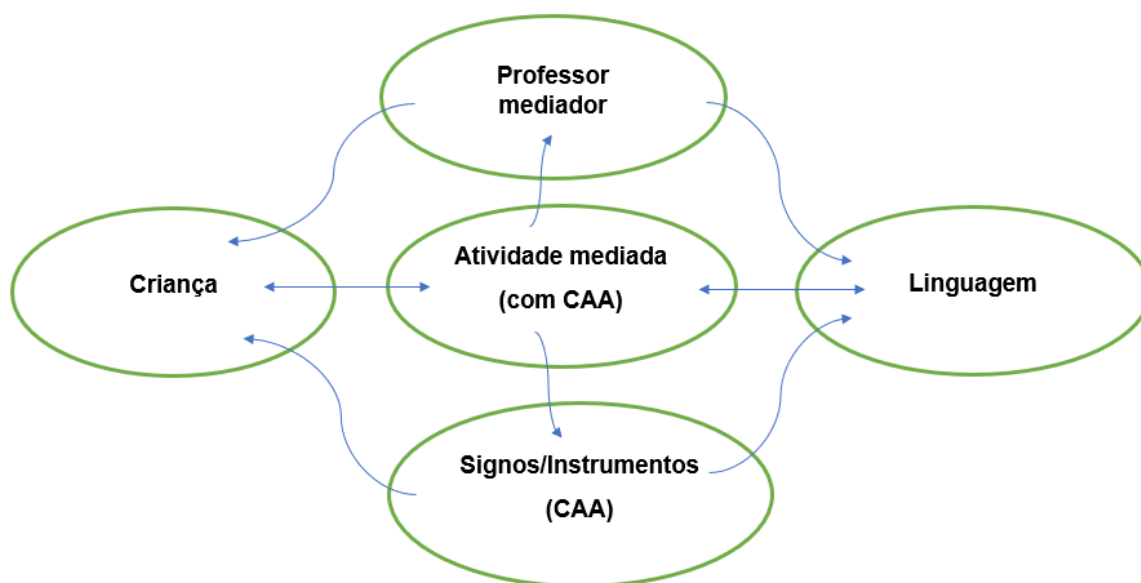 Professor
mediador
Criança
Atividade mediada
(com CAA)
Linguagem
Signos/Instrumentos
(CAA)